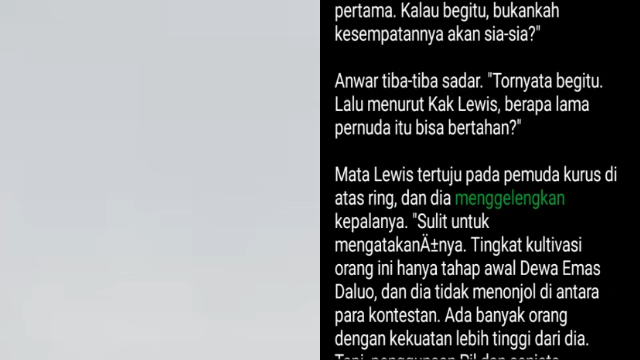 pertama. Kalau begitu, bukankah
kesempatannya akan sia-sia?"
Anwar tiba-tiba sadar. "Tornyata begitu.
Lalu menurut Kak Lewis, berapa lama
pernuda itu bisa bertahan?"
Mata Lewis tertuju pada pemuda kurus di
atas ring, dan dia menggelengkan
kepalanya. "Sulit untuk
mengatakanÄ±nya. Tingkat kultivasi
orang ini hanya tahap awal Dewa Emas
Daluo, dan dia tidak menonjol di antara
para kontestan. Ada banyak orang
dengan kekuatan lebih tinggi dari dia.